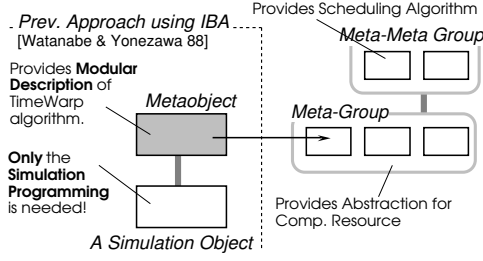 Prev. Approach using IBA
[Watanabe & Yonezawa 88]
Provides Modular
Description of
TimeWarp
algorithm.
Metaobject
Only the
Simulation
Programming
is needed!
A Simulation Object
Provides Scheduling Algorithm
Meta-Meta Group
Meta-Group
Provides Abstraction for
Comp. Resource